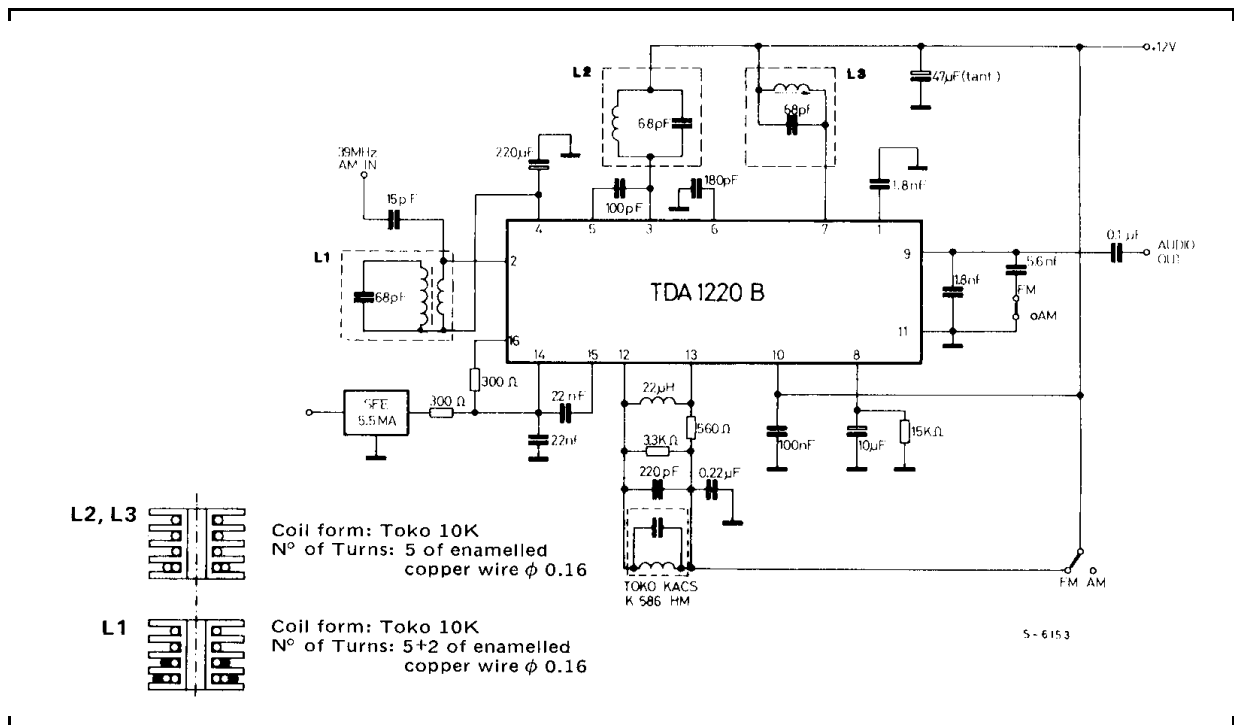 +12V
L2
L3
47µF(tant.)
68pF
68pF
220µF
39MHz
AM IN
15pF
100pF
180pF
1.8nF
4
5
3
6
7
1
0.1µF
AUDIO
OUT
9
5.6nF
L1
2
1.8nF
FM
AM
68pF
TDA 1220 B
11
16
14
15
12
13
10
8
300 Ω
22µH
SFE
5.5MA
300Ω
22nF
22nF
560Ω
3.3KΩ
100nF
10µF
15KΩ
220pF
0.22µF
L2, L3
Coil form: Toko 10K
N° of Turns: 5 of enamelled
copper wire ϕ 0.16
TOKO KACS
K 586 HM
FM AM
L1
Coil form: Toko 10K
N° of Turns: 5+2 of enamelled
copper wire ϕ 0.16
S-6153